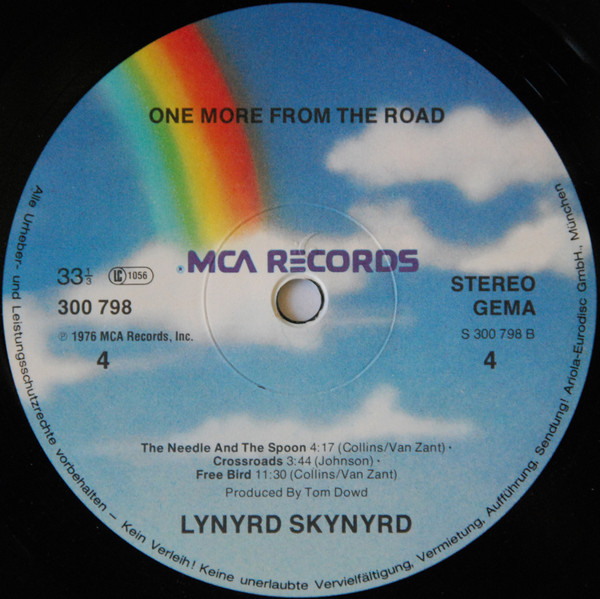 ONE MORE FROM THE ROAD
® MCA RECORDS
33⅓ LC 1056
300 798
℗ 1976 MCA Records, Inc.
4
STEREO
GEMA
S 300 798 B
4
The Needle And The Spoon 4:17 (Collins/Van Zant) ·
Crossroads 3:44 (Johnson) ·
Free Bird 11:30 (Collins/Van Zant)
Produced By Tom Dowd
LYNYRD SKYNYRD
Alle Urheber- und Leistungsschutzrechte vorbehalten – Kein Verleih! Keine unerlaubte Vervielfältigung, Vermietung, Aufführung, Sendung! Ariola-Eurodisc GmbH., München